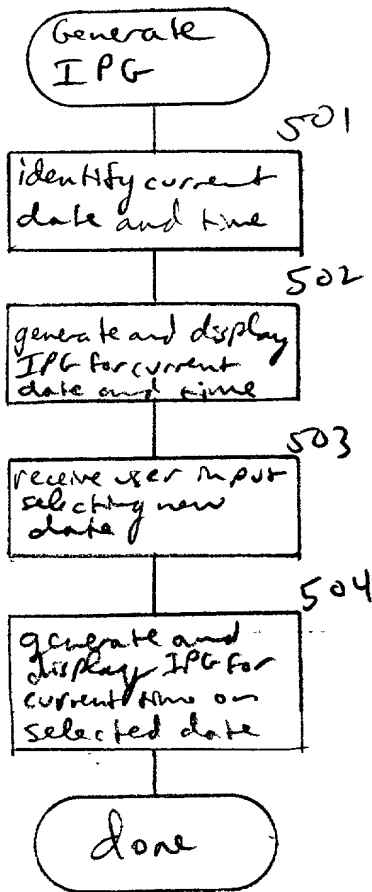 Generate
IPG
501
identify current
date and time
502
generate and display
IPG for current
date and time
503
receive user input
selecting new
date
504
generate and
display IPG for
current time on
selected date
done